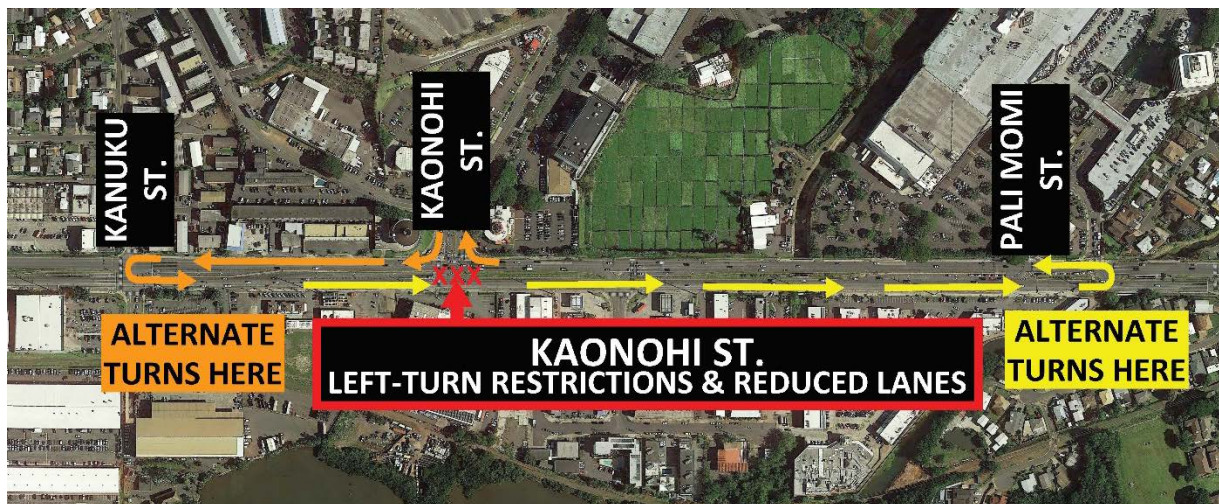 KANUKU
ST.
KAONOHI
ST.
PALI MOMI
ST.
XXX
ALTERNATE
TURNS HERE
KAONOHI ST.
LEFT-TURN RESTRICTIONS & REDUCED LANES
ALTERNATE
TURNS HERE